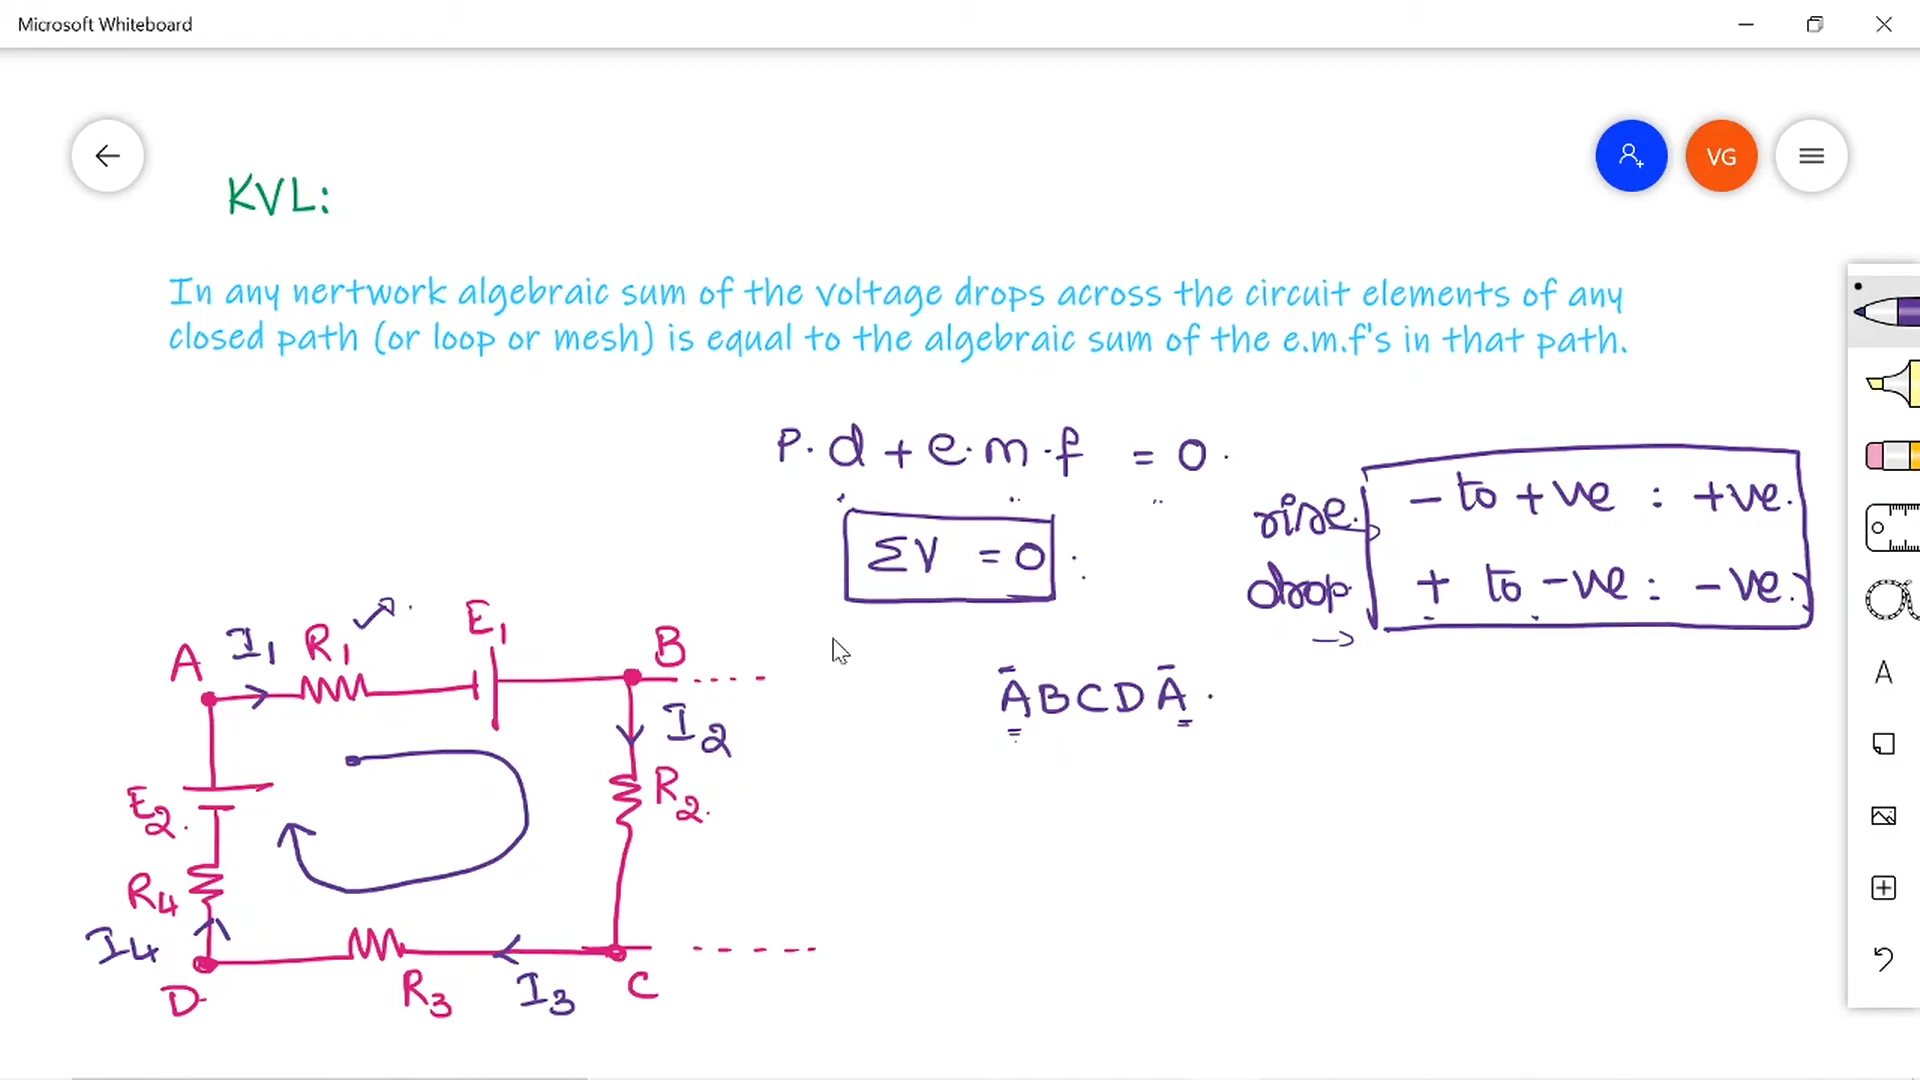 Microsoft Whiteboard
VG
KVL:
In any nertwork algebraic sum of the voltage drops across the circuit elements of any
closed path (or loop or mesh) is equal to the algebraic sum of the e.m.f's in that path.
P.d + e.m.f = 0.
ΣV = 0
rise. - to +ve : +ve.
drop. + to -ve : -ve.
ABCDA.
A I1 R1 E1 B
I2
R2.
E2.
R4
I4
D
R3 I3 C
A